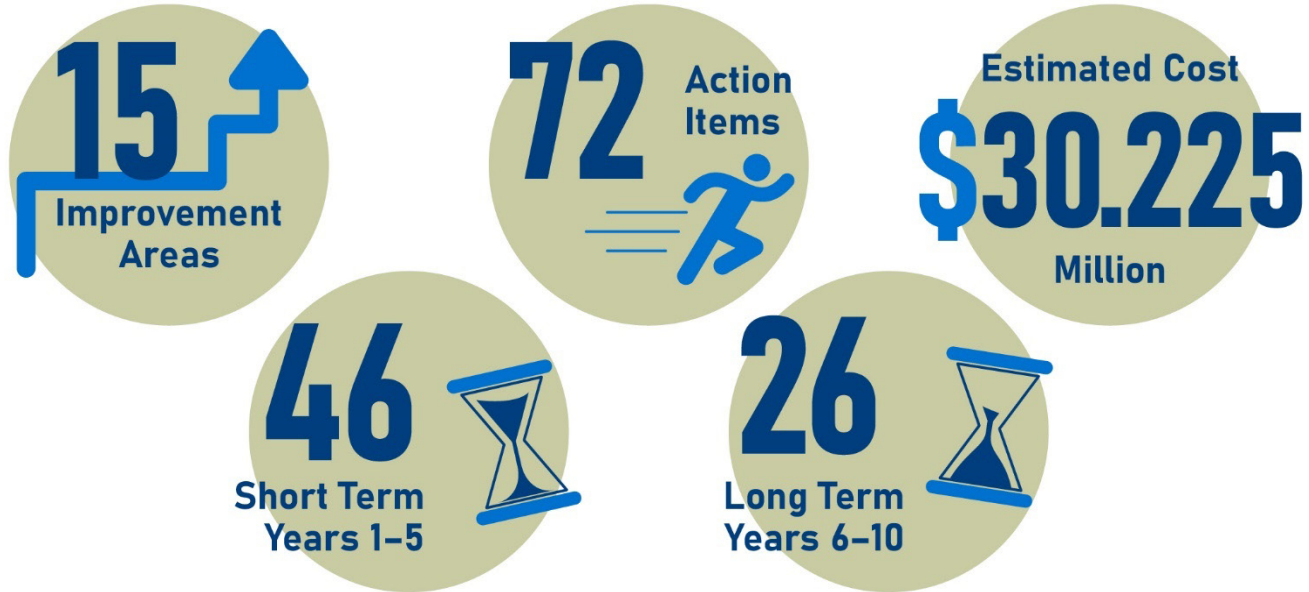 15
Improvement
Areas
72
Action
Items
Estimated Cost
$30.225
Million
46
Short Term
Years 1–5
26
Long Term
Years 6–10